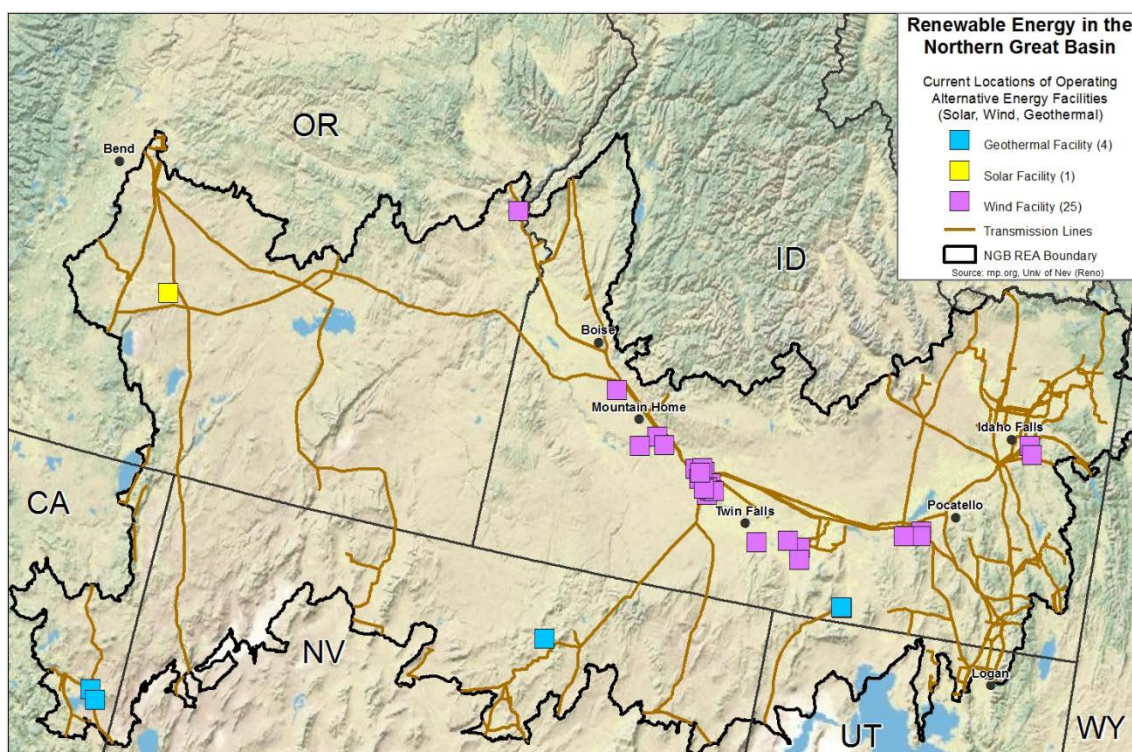 Renewable Energy in the
Northern Great Basin
Current Locations of Operating
Alternative Energy Facilities
(Solar, Wind, Geothermal)
Geothermal Facility (4)
Solar Facility (1)
Wind Facility (25)
Transmission Lines
NGB REA Boundary
Source: rnp.org, Univ of Nev (Reno)
OR
Bend
ID
Boise
Mountain Home
Idaho Falls
CA
Twin Falls
Pocatello
NV
Logan
UT
WY